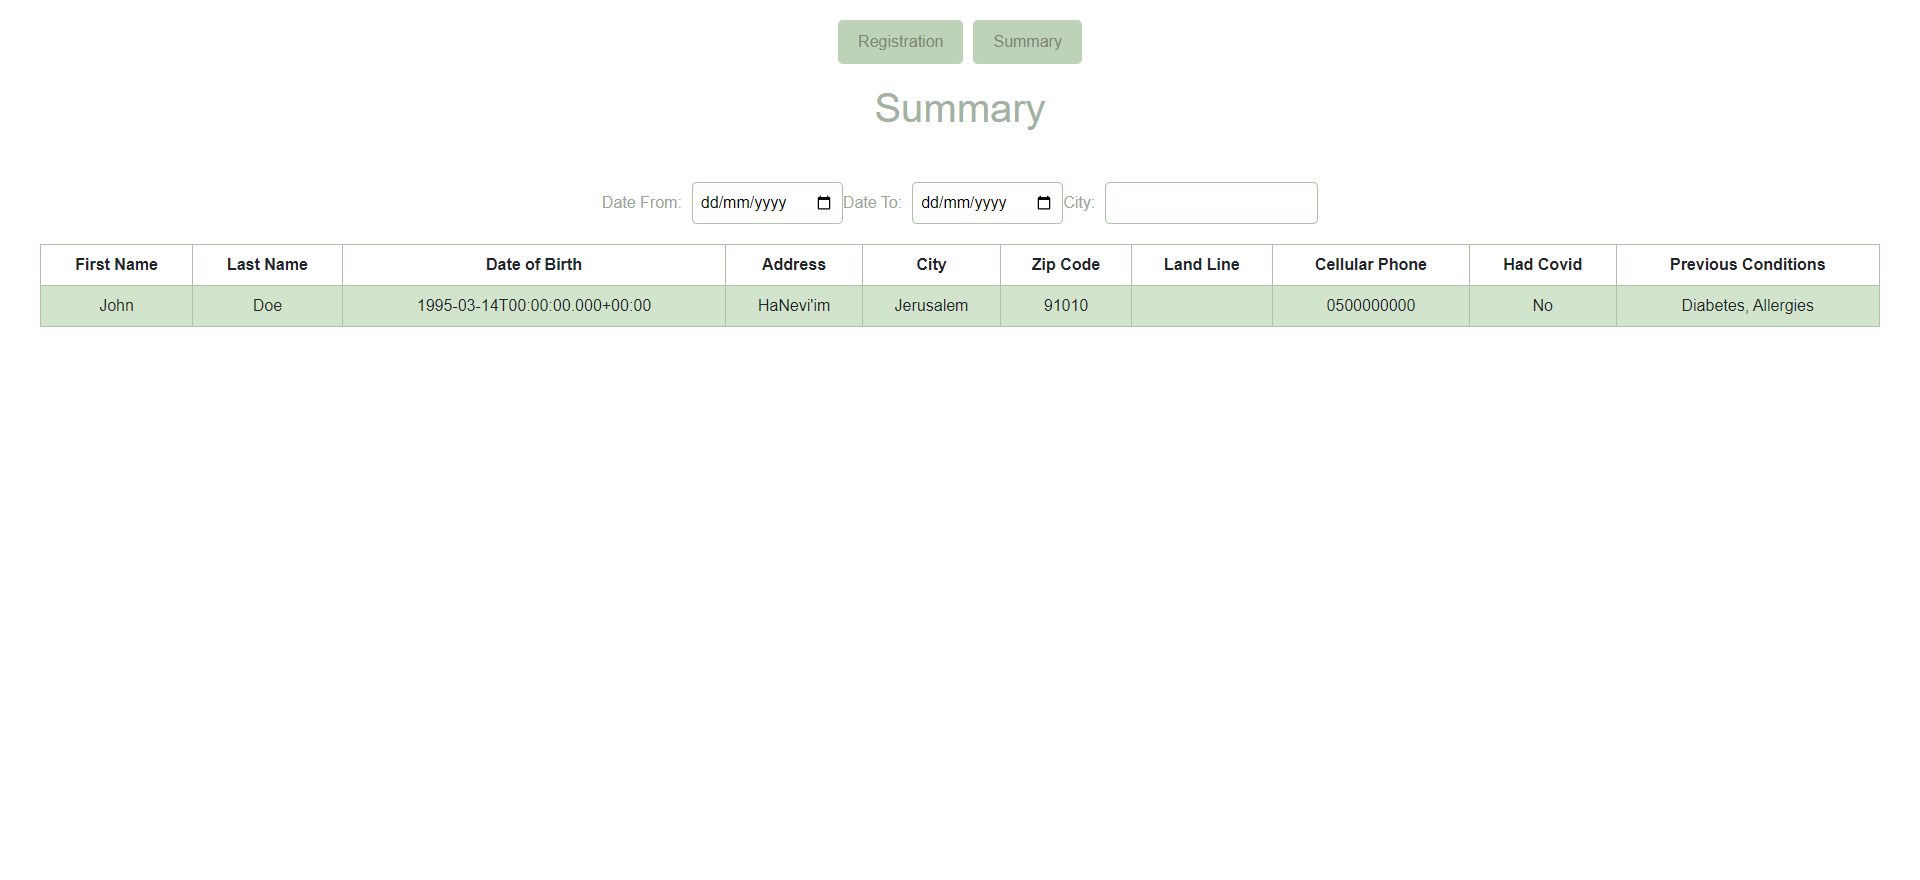 Registration Summary
Summary
Date From: dd/mm/yyyy Date To: dd/mm/yyyy City:
First Name Last Name Date of Birth Address City Zip Code Land Line Cellular Phone Had Covid Previous Conditions
John Doe 1995-03-14T00:00:00.000+00:00 HaNevi'im Jerusalem 91010 0500000000 No Diabetes, Allergies